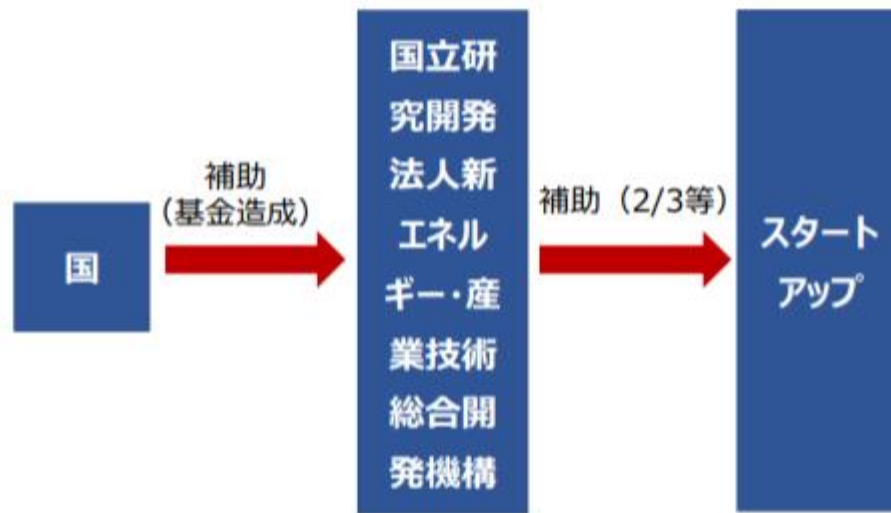 国
補助
（基金造成）
国立研
究開発
法人新
エネル
ギー・産
業技術
総合開
発機構
補助（2/3等）
スタート
アップ